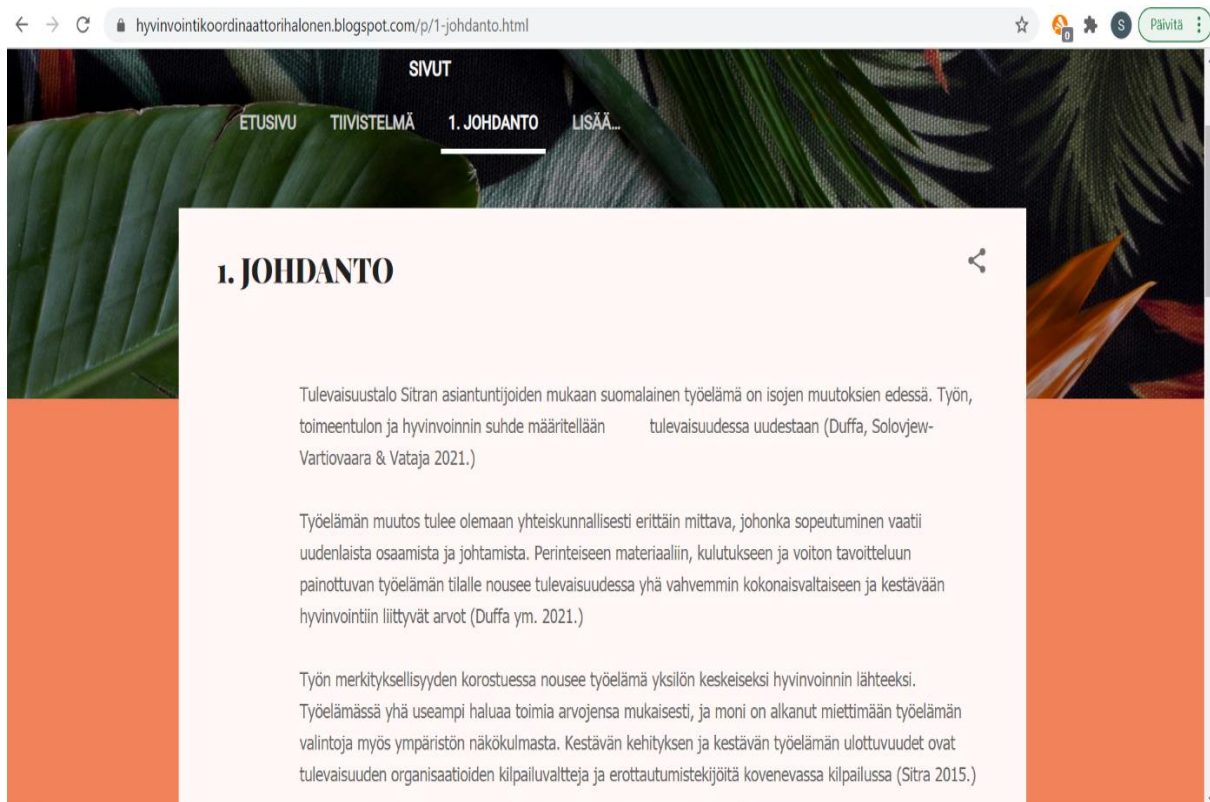 hyvinvointikoordinaattorihalonen.blogspot.com/p/1-johdanto.html
0
S
Päivitä
SIVUT
ETUSIVU TIIVISTELMÄ 1. JOHDANTO LISÄÄ...
1. JOHDANTO
Tulevaisuustalo Sitran asiantuntijoiden mukaan suomalainen työelämä on isojen muutoksien edessä. Työn,
toimeentulon ja hyvinvoinnin suhde määritellään tulevaisuudessa uudestaan (Duffa, Solovjew-
Vartiovaara & Vataja 2021.)
Työelämän muutos tulee olemaan yhteiskunnallisesti erittäin mittava, johonka sopeutuminen vaatii
uudenlaista osaamista ja johtamista. Perinteiseen materiaaliin, kulutukseen ja voiton tavoitteluun
painottuvan työelämän tilalle nousee tulevaisuudessa yhä vahvemmin kokonaisvaltaiseen ja kestävään
hyvinvointiin liittyvät arvot (Duffa ym. 2021.)
Työn merkityksellisyyden korostuessa nousee työelämä yksilön keskeiseksi hyvinvoinnin lähteeksi.
Työelämässä yhä useampi haluaa toimia arvojensa mukaisesti, ja moni on alkanut miettimään työelämän
valintoja myös ympäristön näkökulmasta. Kestävän kehityksen ja kestävän työelämän ulottuvuudet ovat
tulevaisuuden organisaatioiden kilpailuvaltteja ja erottautumistekijöitä kovenevassa kilpailussa (Sitra 2015.)